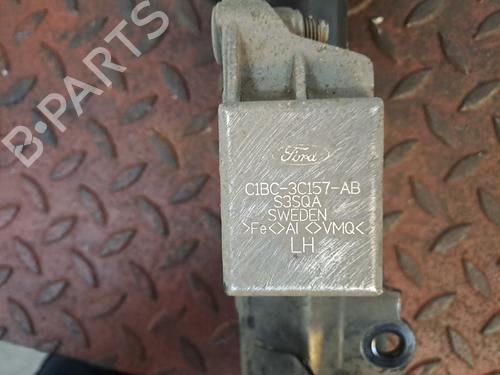 B-PARTS
Ford
C1BC-3C157-AB
S3SQA
SWEDEN
>Fe<>Al <>VMQ<
LH